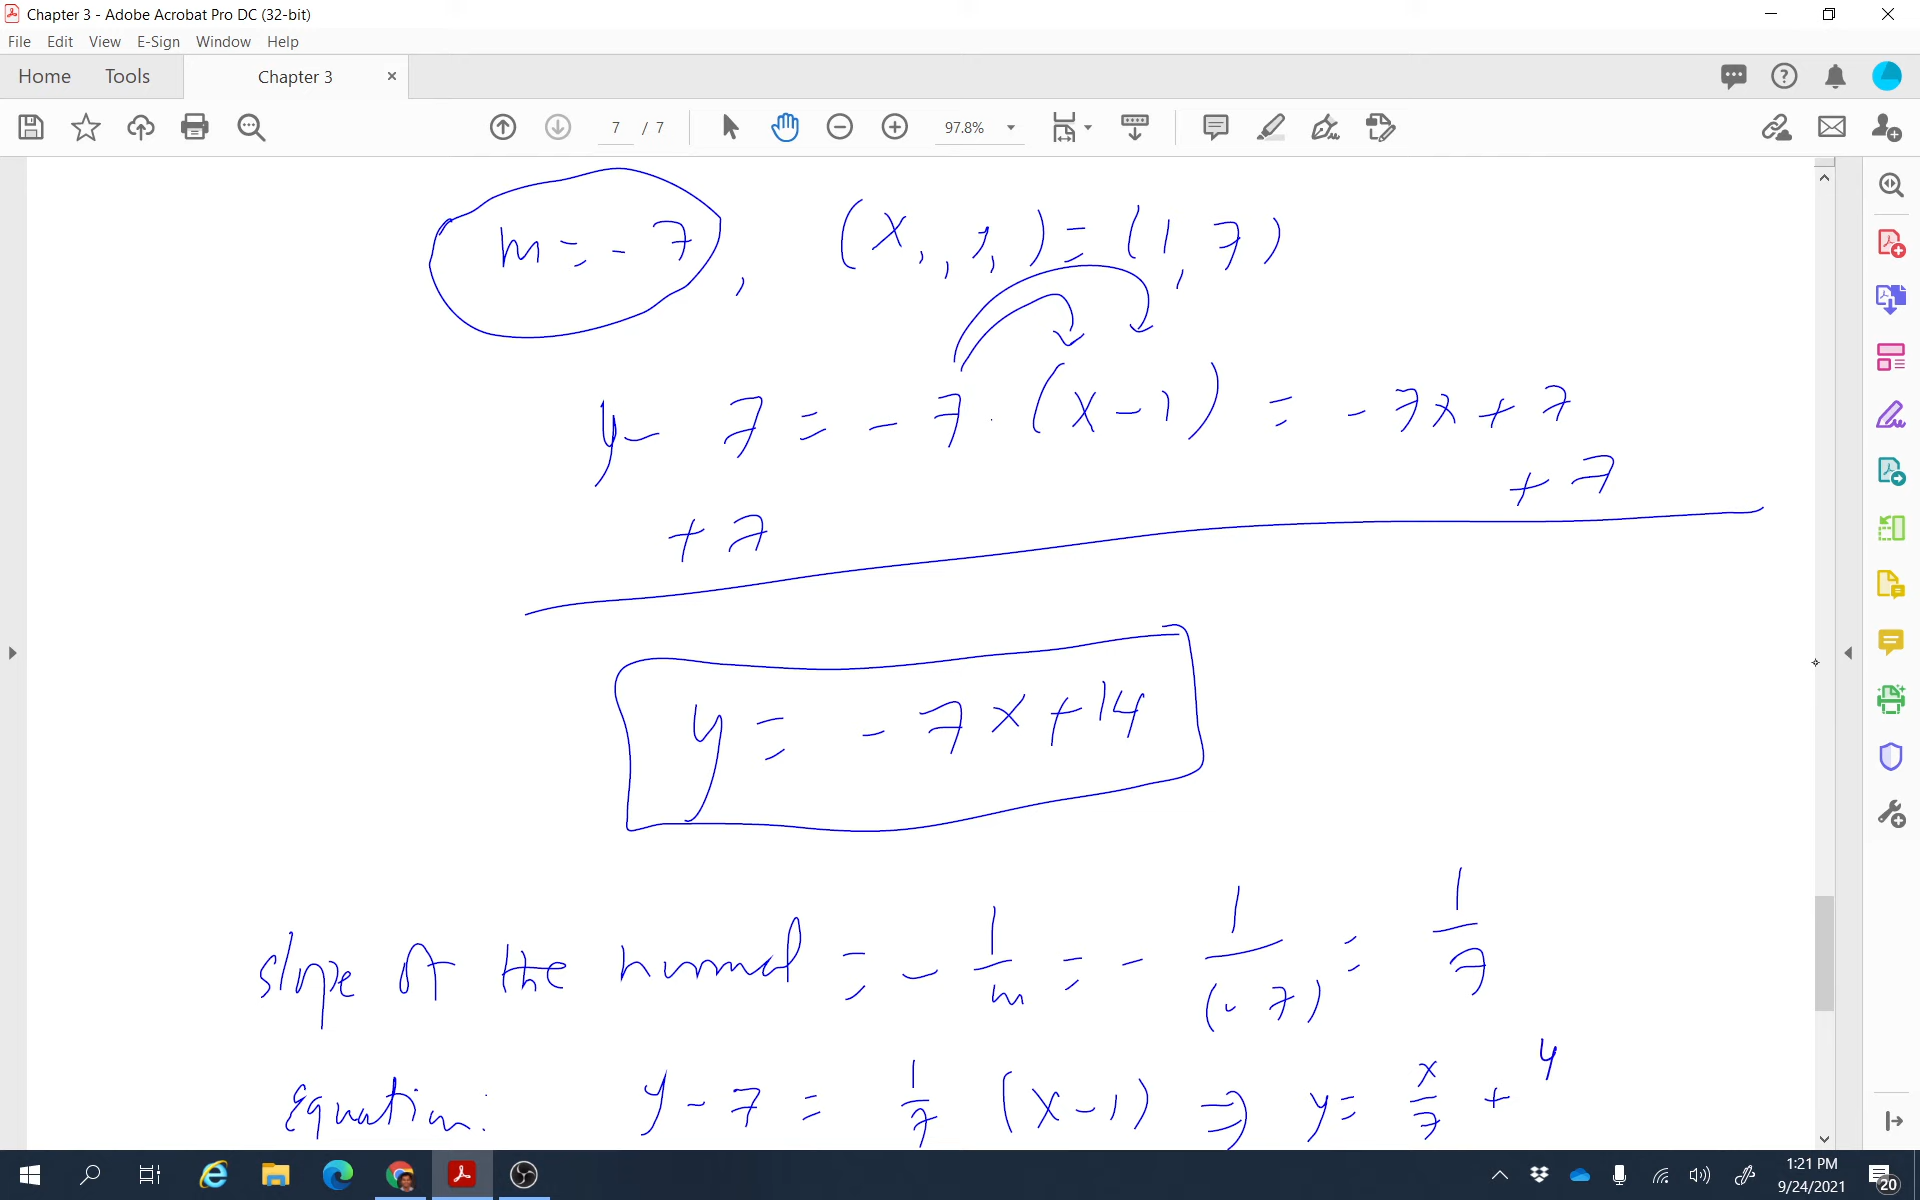 Chapter 3 - Adobe Acrobat Pro DC (32-bit)
File Edit View E-Sign Window Help
Home Tools Chapter 3 ×
7 / 7 97.8%
m = - 7 , (x₁, y₁) = (1, 7)
y - 7 = - 7 · (x - 1) = - 7x + 7
+ 7
+ 7
y = - 7x + 14
slope of the normal = - 1/m = - 1/(- 7) = 1/7
Equation: y - 7 = 1/7 (x - 1) ⇒ y = x/7 +
1:21 PM
9/24/2021
20